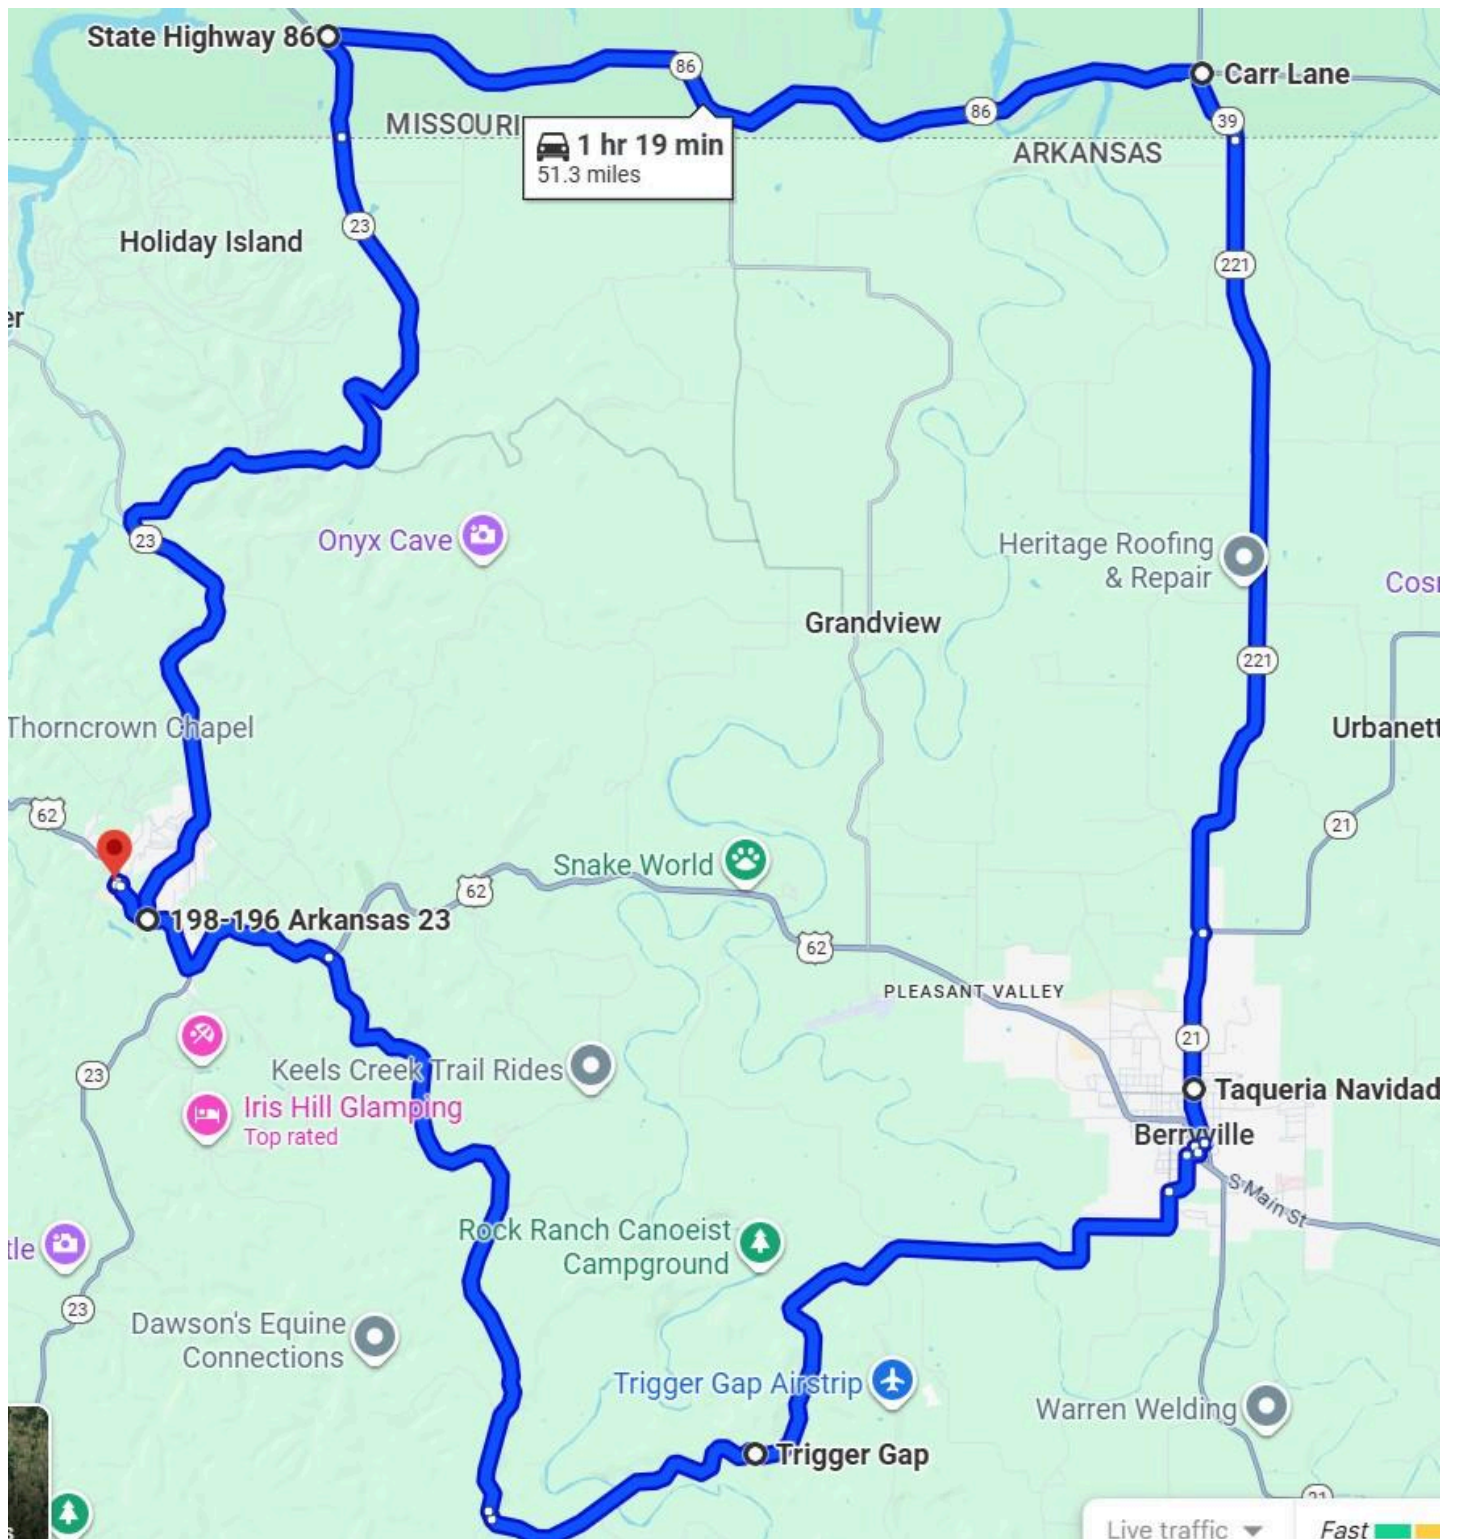 State Highway 86
Carr Lane
86
86
39
MISSOURI
1 hr 19 min
51.3 miles
ARKANSAS
23
Holiday Island
221
er
23
Onyx Cave
Heritage Roofing
& Repair
Cosr
Grandview
221
Thorncrown Chapel
Urbanett
62
21
Snake World
62
198-196 Arkansas 23
62
PLEASANT VALLEY
21
23
Keels Creek Trail Rides
Taqueria Navidad
Iris Hill Glamping
Top rated
Berryville
S Main St
Rock Ranch Canoeist
Campground
tle
23
Dawson's Equine
Connections
Trigger Gap Airstrip
Warren Welding
Trigger Gap
21
Live traffic
Fast